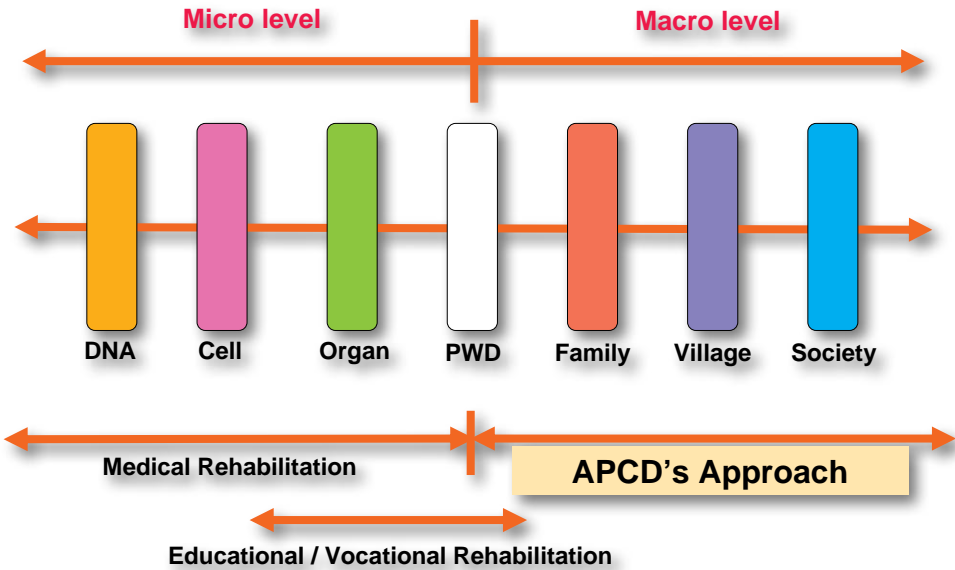 Micro level
Macro level
DNA
Cell
Organ
PWD
Family
Village
Society
Medical Rehabilitation
APCD’s Approach
Educational / Vocational Rehabilitation